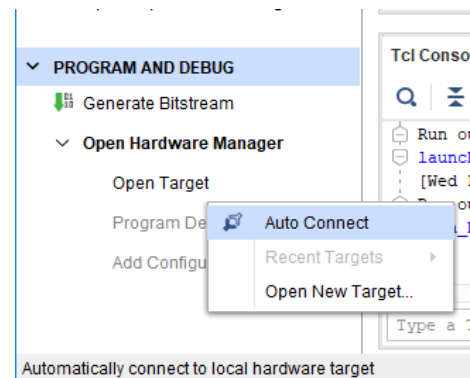 PROGRAM AND DEBUG
Generate Bitstream
Open Hardware Manager
Open Target
Program De
Auto Connect
Add Configu
Recent Targets
Open New Target...
Automatically connect to local hardware target
Tcl Conso
Run ou
launch
[Wed
Type a